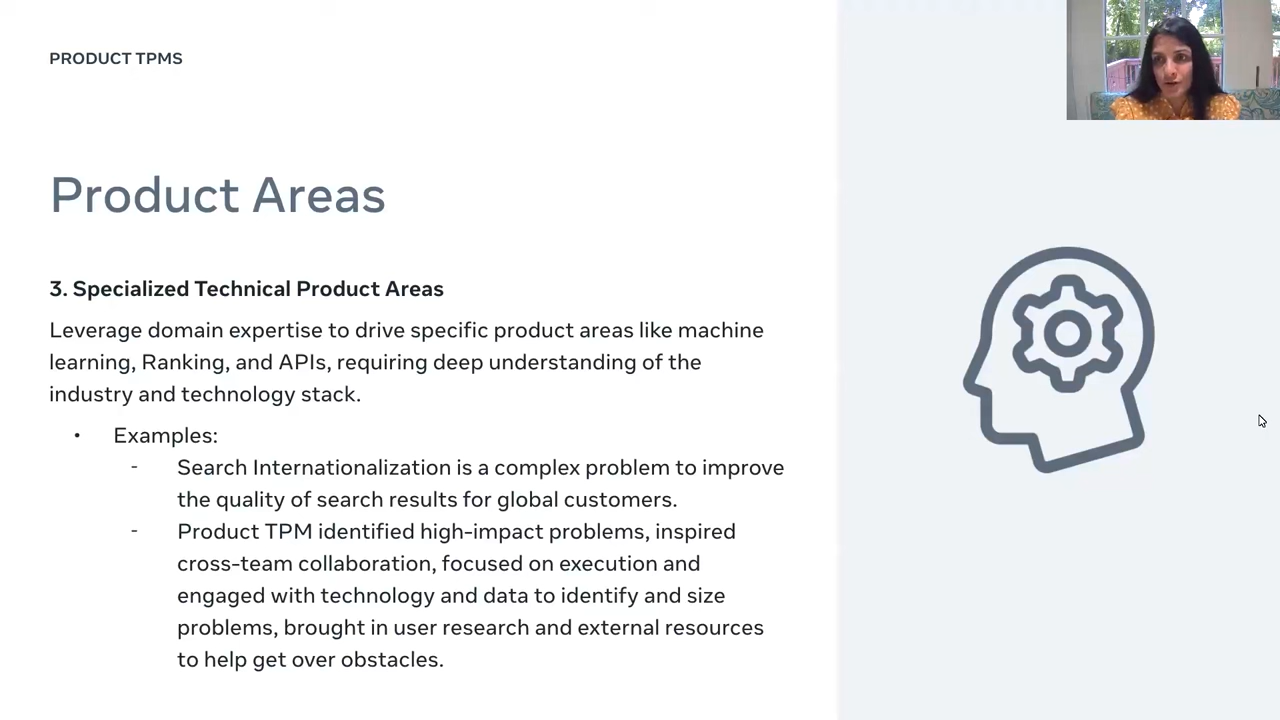 PRODUCT TPMS
Product Areas
3. Specialized Technical Product Areas
Leverage domain expertise to drive specific product areas like machine
learning, Ranking, and APIs, requiring deep understanding of the
industry and technology stack.
• Examples:
- Search Internationalization is a complex problem to improve
the quality of search results for global customers.
- Product TPM identified high-impact problems, inspired
cross-team collaboration, focused on execution and
engaged with technology and data to identify and size
problems, brought in user research and external resources
to help get over obstacles.